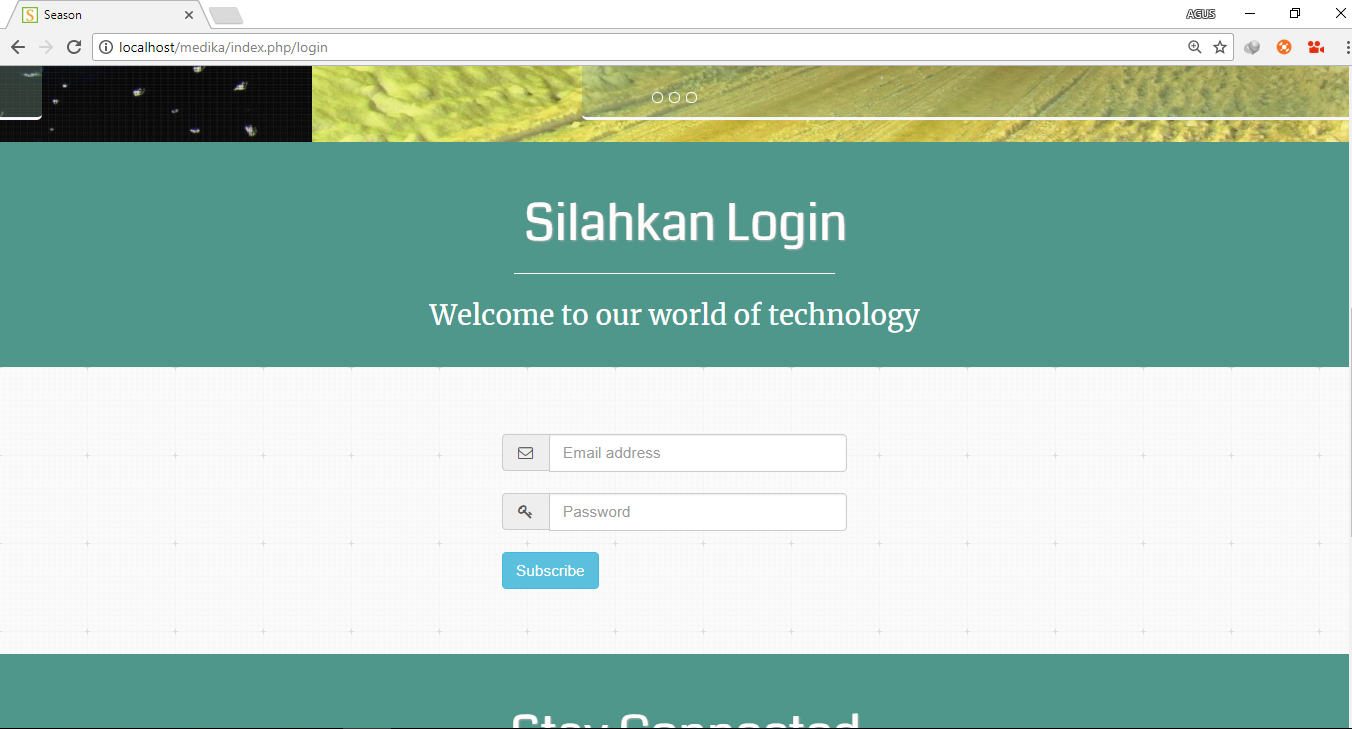 Season
AGUS
localhost/medika/index.php/login
Silahkan Login
Welcome to our world of technology
Email address
Password
Subscribe
Stay Connected